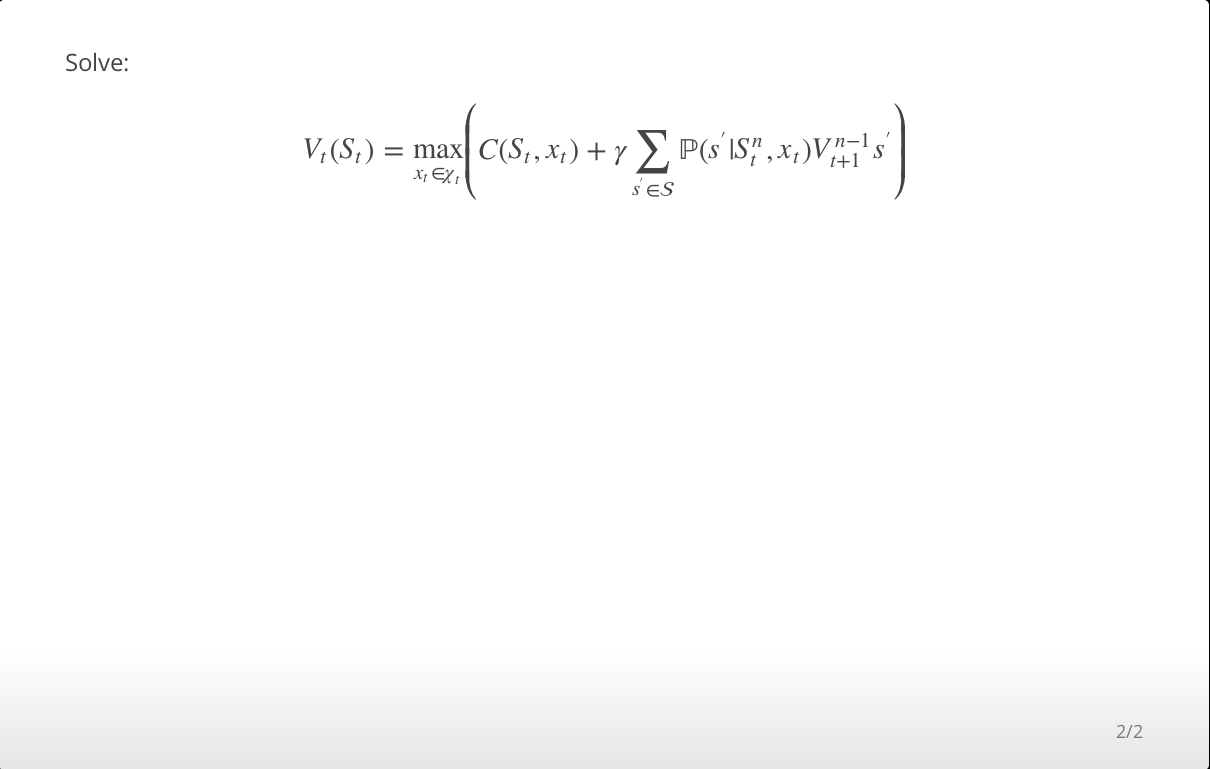 Solve:
$V_t(S_t) = \max_{x_t \in \chi_t} \left( C(S_t, x_t) + \gamma \sum_{s' \in \mathcal{S}} \mathbb{P}(s' | S_t^n, x_t) V_{t+1}^{n-1} s' \right)$
2/2